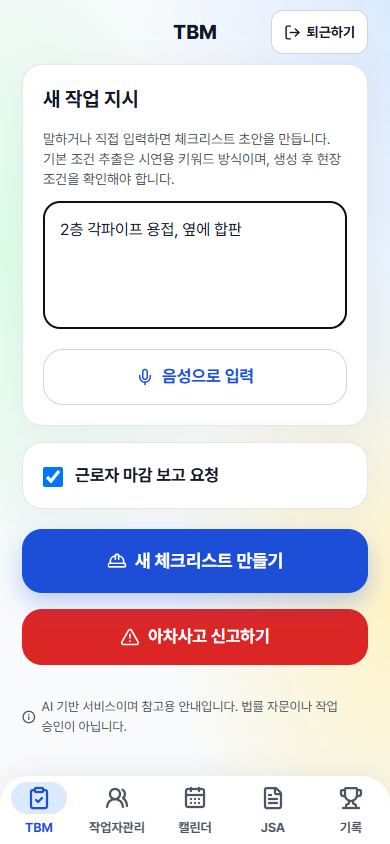 TBM
퇴근하기
새 작업 지시
말하거나 직접 입력하면 체크리스트 초안을 만듭니다.
기본 조건 추출은 시연용 키워드 방식이며, 생성 후 현장
조건을 확인해야 합니다.
2층 각파이프 용접, 옆에 합판
음성으로 입력
근로자 마감 보고 요청
새 체크리스트 만들기
아차사고 신고하기
AI 기반 서비스이며 참고용 안내입니다. 법률 자문이나 작업
승인이 아닙니다.
TBM
작업자관리
캘린더
JSA
기록